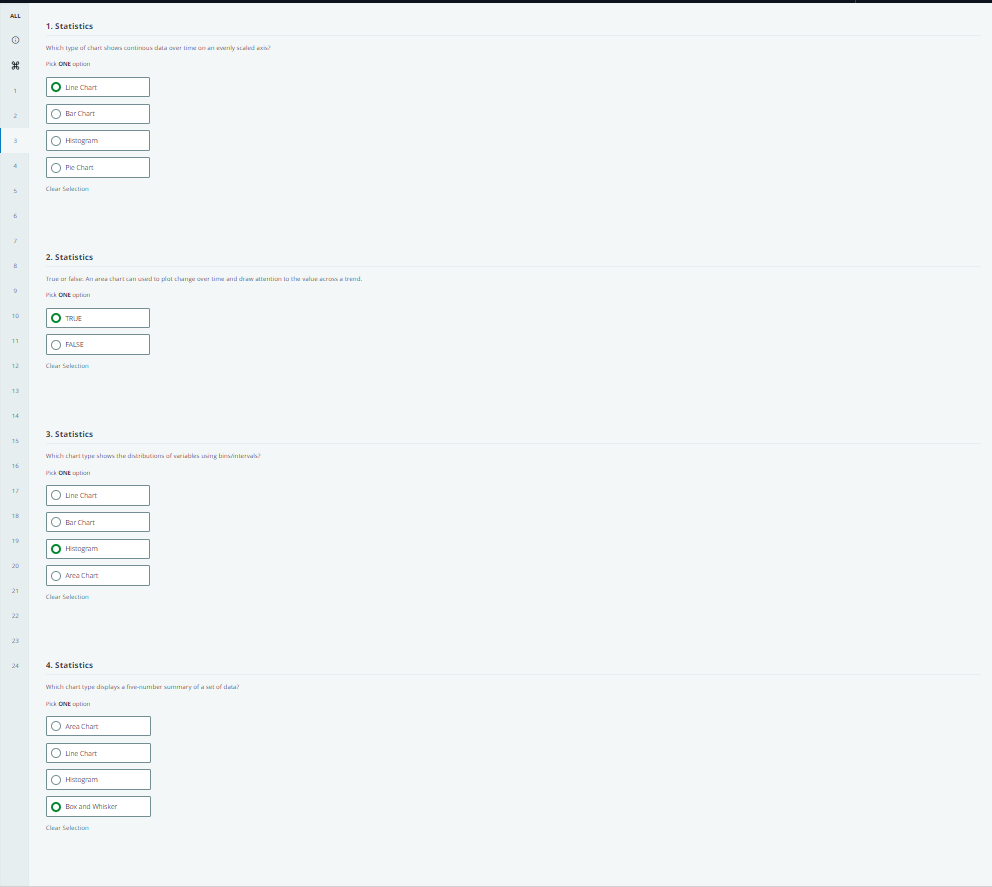 ALL
1
2
3
4
5
6
7
8
9
10
11
12
13
14
15
16
17
18
19
20
21
22
23
24
1. Statistics
Which type of chart shows continous data over time on an evenly scaled axis?
Pick ONE option
Line Chart
Bar Chart
Histogram
Pie Chart
Clear Selection
2. Statistics
True or false: An area chart can used to plot change over time and draw attention to the value across a trend.
Pick ONE option
TRUE
FALSE
Clear Selection
3. Statistics
Which chart type shows the distributions of variables using bins/intervals?
Pick ONE option
Line Chart
Bar Chart
Histogram
Area Chart
Clear Selection
4. Statistics
Which chart type displays a five-number summary of a set of data?
Pick ONE option
Area Chart
Line Chart
Histogram
Box and Whisker
Clear Selection